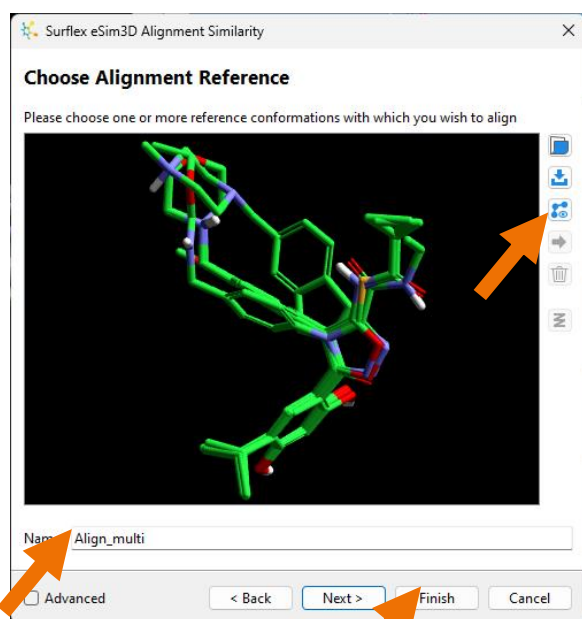 Surflex eSim3D Alignment Similarity
Choose Alignment Reference
Please choose one or more reference conformations with which you wish to align
Align_multi
Advanced
< Back
Next >
Finish
Cancel